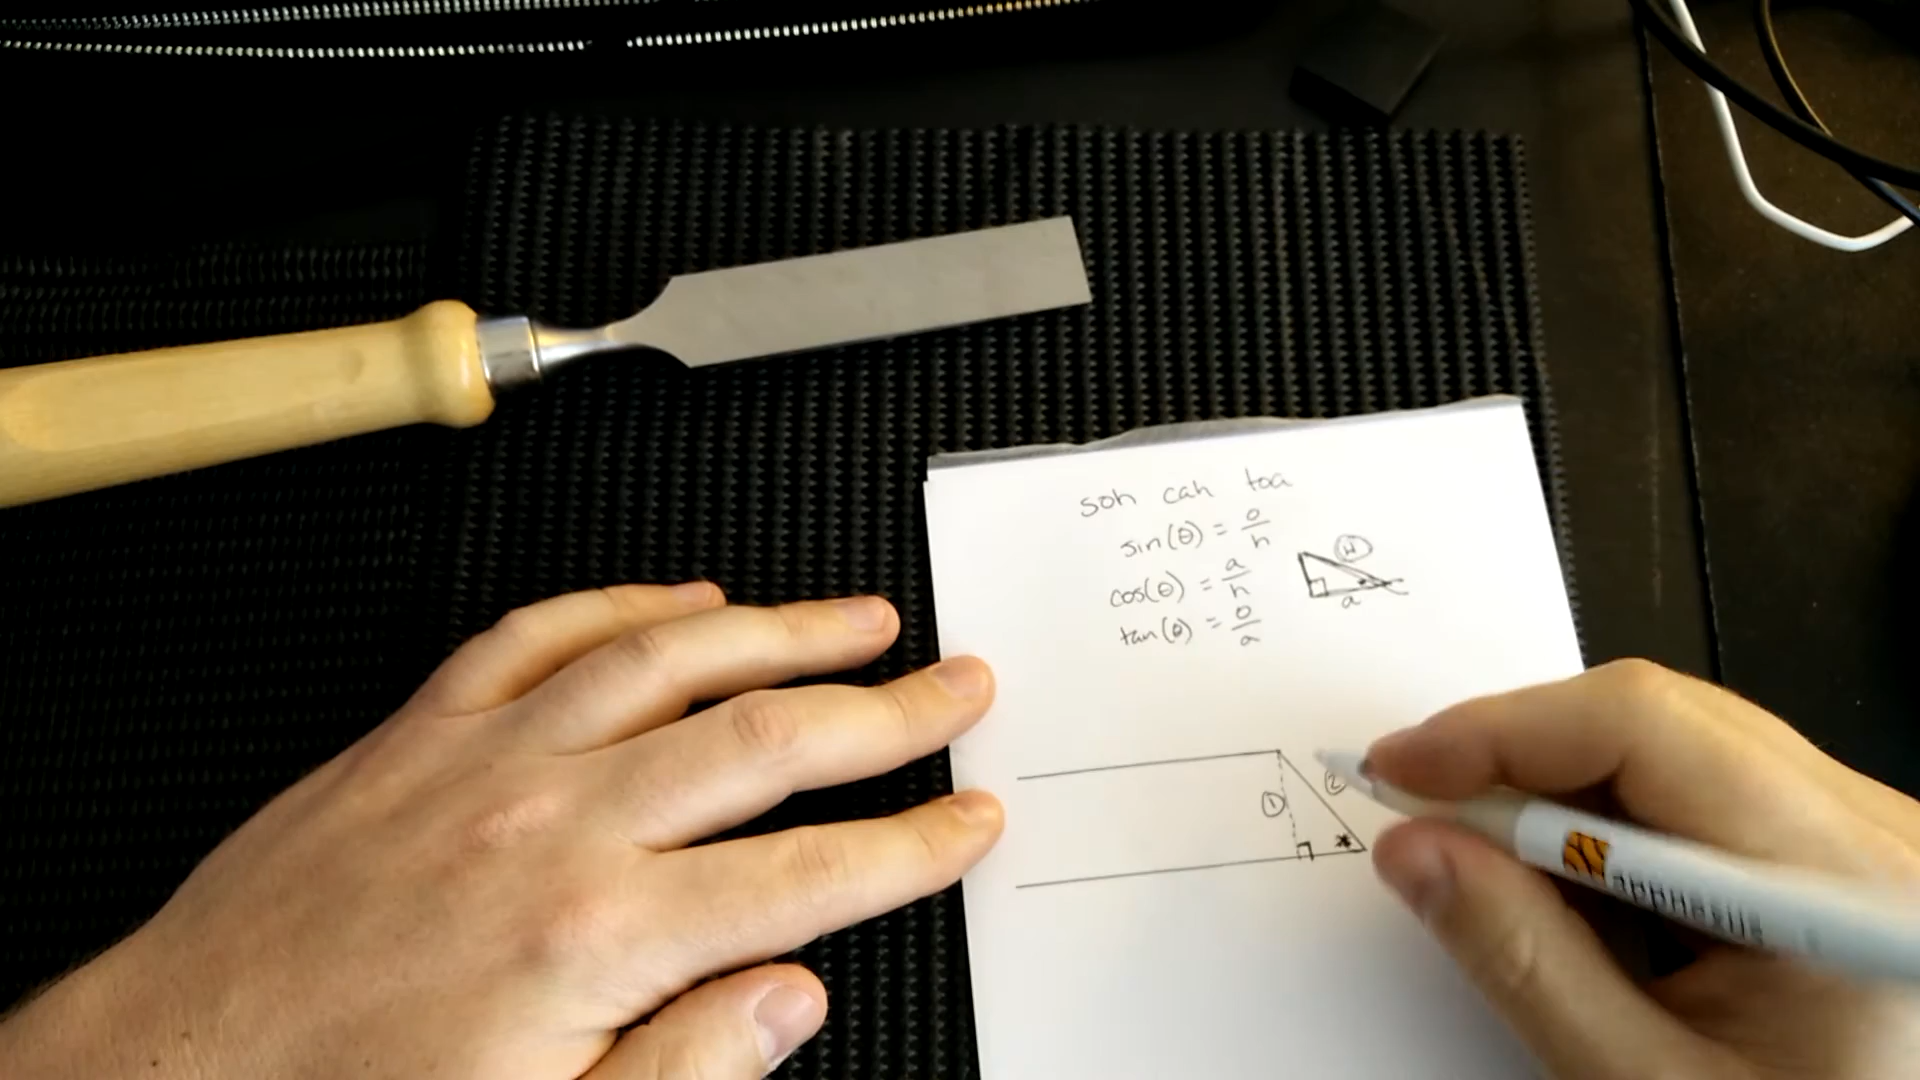 soh cah toa
sin(θ) = o/h
cos(θ) = a/h
tan(θ) = o/a
H
a
1
2